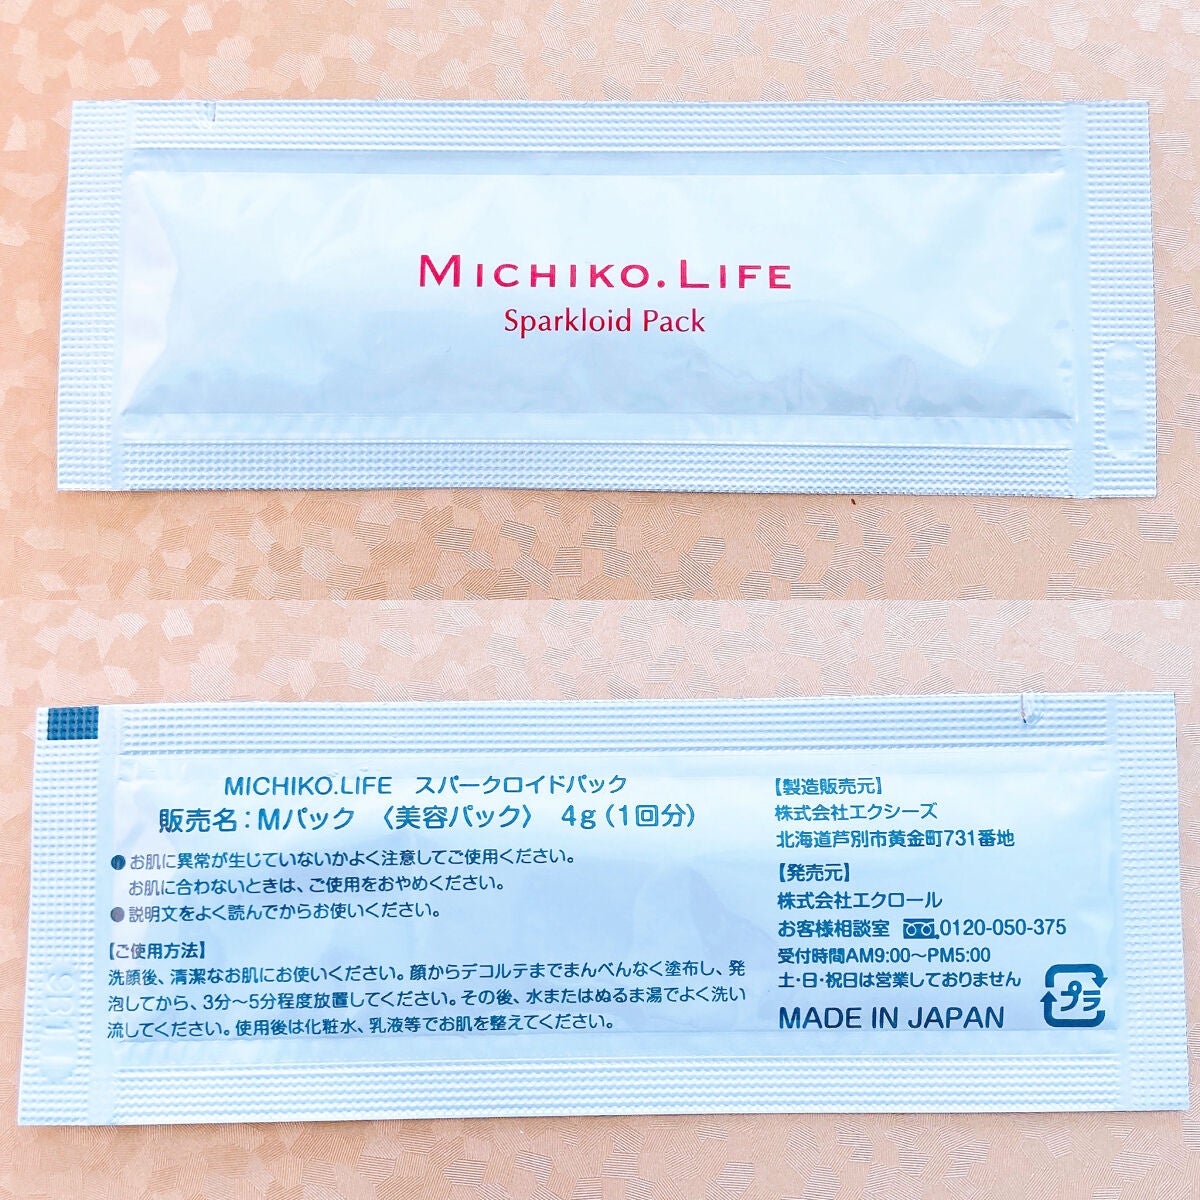 MICHIKO.LIFE
Sparkloid Pack
MICHIKO.LIFE スパークロイドパック
販売名：Mパック 〈美容パック〉 4g（1回分）
●お肌に異常が生じていないかよく注意してご使用ください。
お肌に合わないときは、ご使用をおやめください。
●説明文をよく読んでからお使いください。
【ご使用方法】
洗顔後、清潔なお肌にお使いください。顔からデコルテまでまんべんなく塗布し、発
泡してから、3分～5分程度放置してください。その後、水またはぬるま湯でよく洗い
流してください。使用後は化粧水、乳液等でお肌を整えてください。
【製造販売元】
株式会社エクシーズ
北海道芦別市黄金町731番地
【発売元】
株式会社エクロール
お客様相談室 0120-050-375
受付時間AM9:00～PM5:00
土・日・祝日は営業しておりません
MADE IN JAPAN
プラ